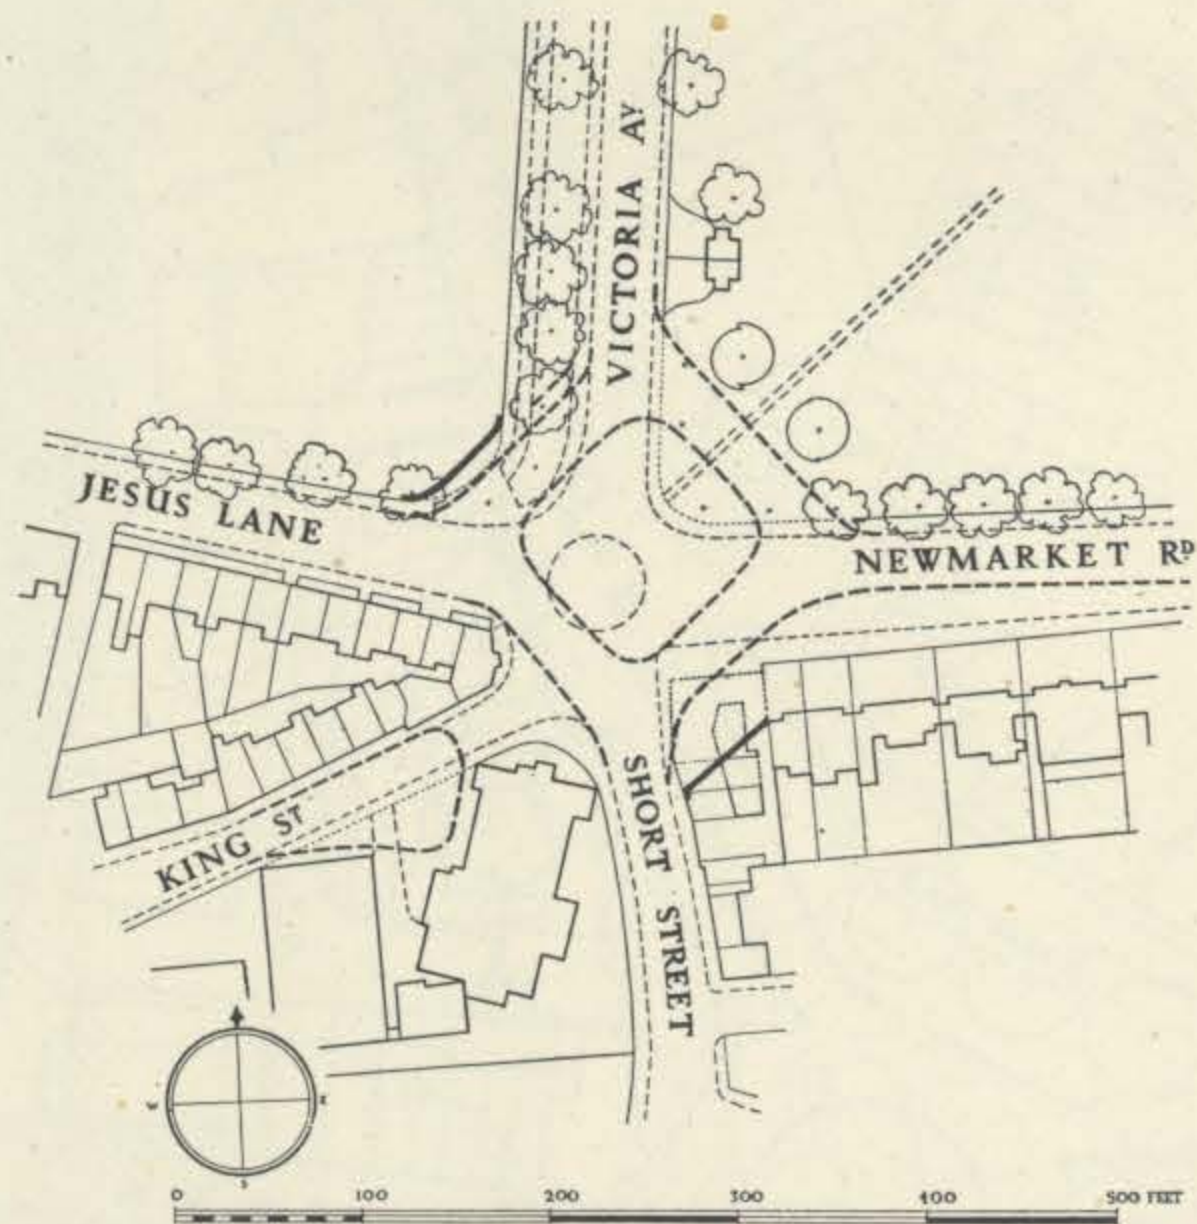 VICTORIA Aᵛ
JESUS LANE
NEWMARKET Rᴰ
KING Sᵀ
SHORT STREET
W E
S
0 100 200 300 400 500 FEET